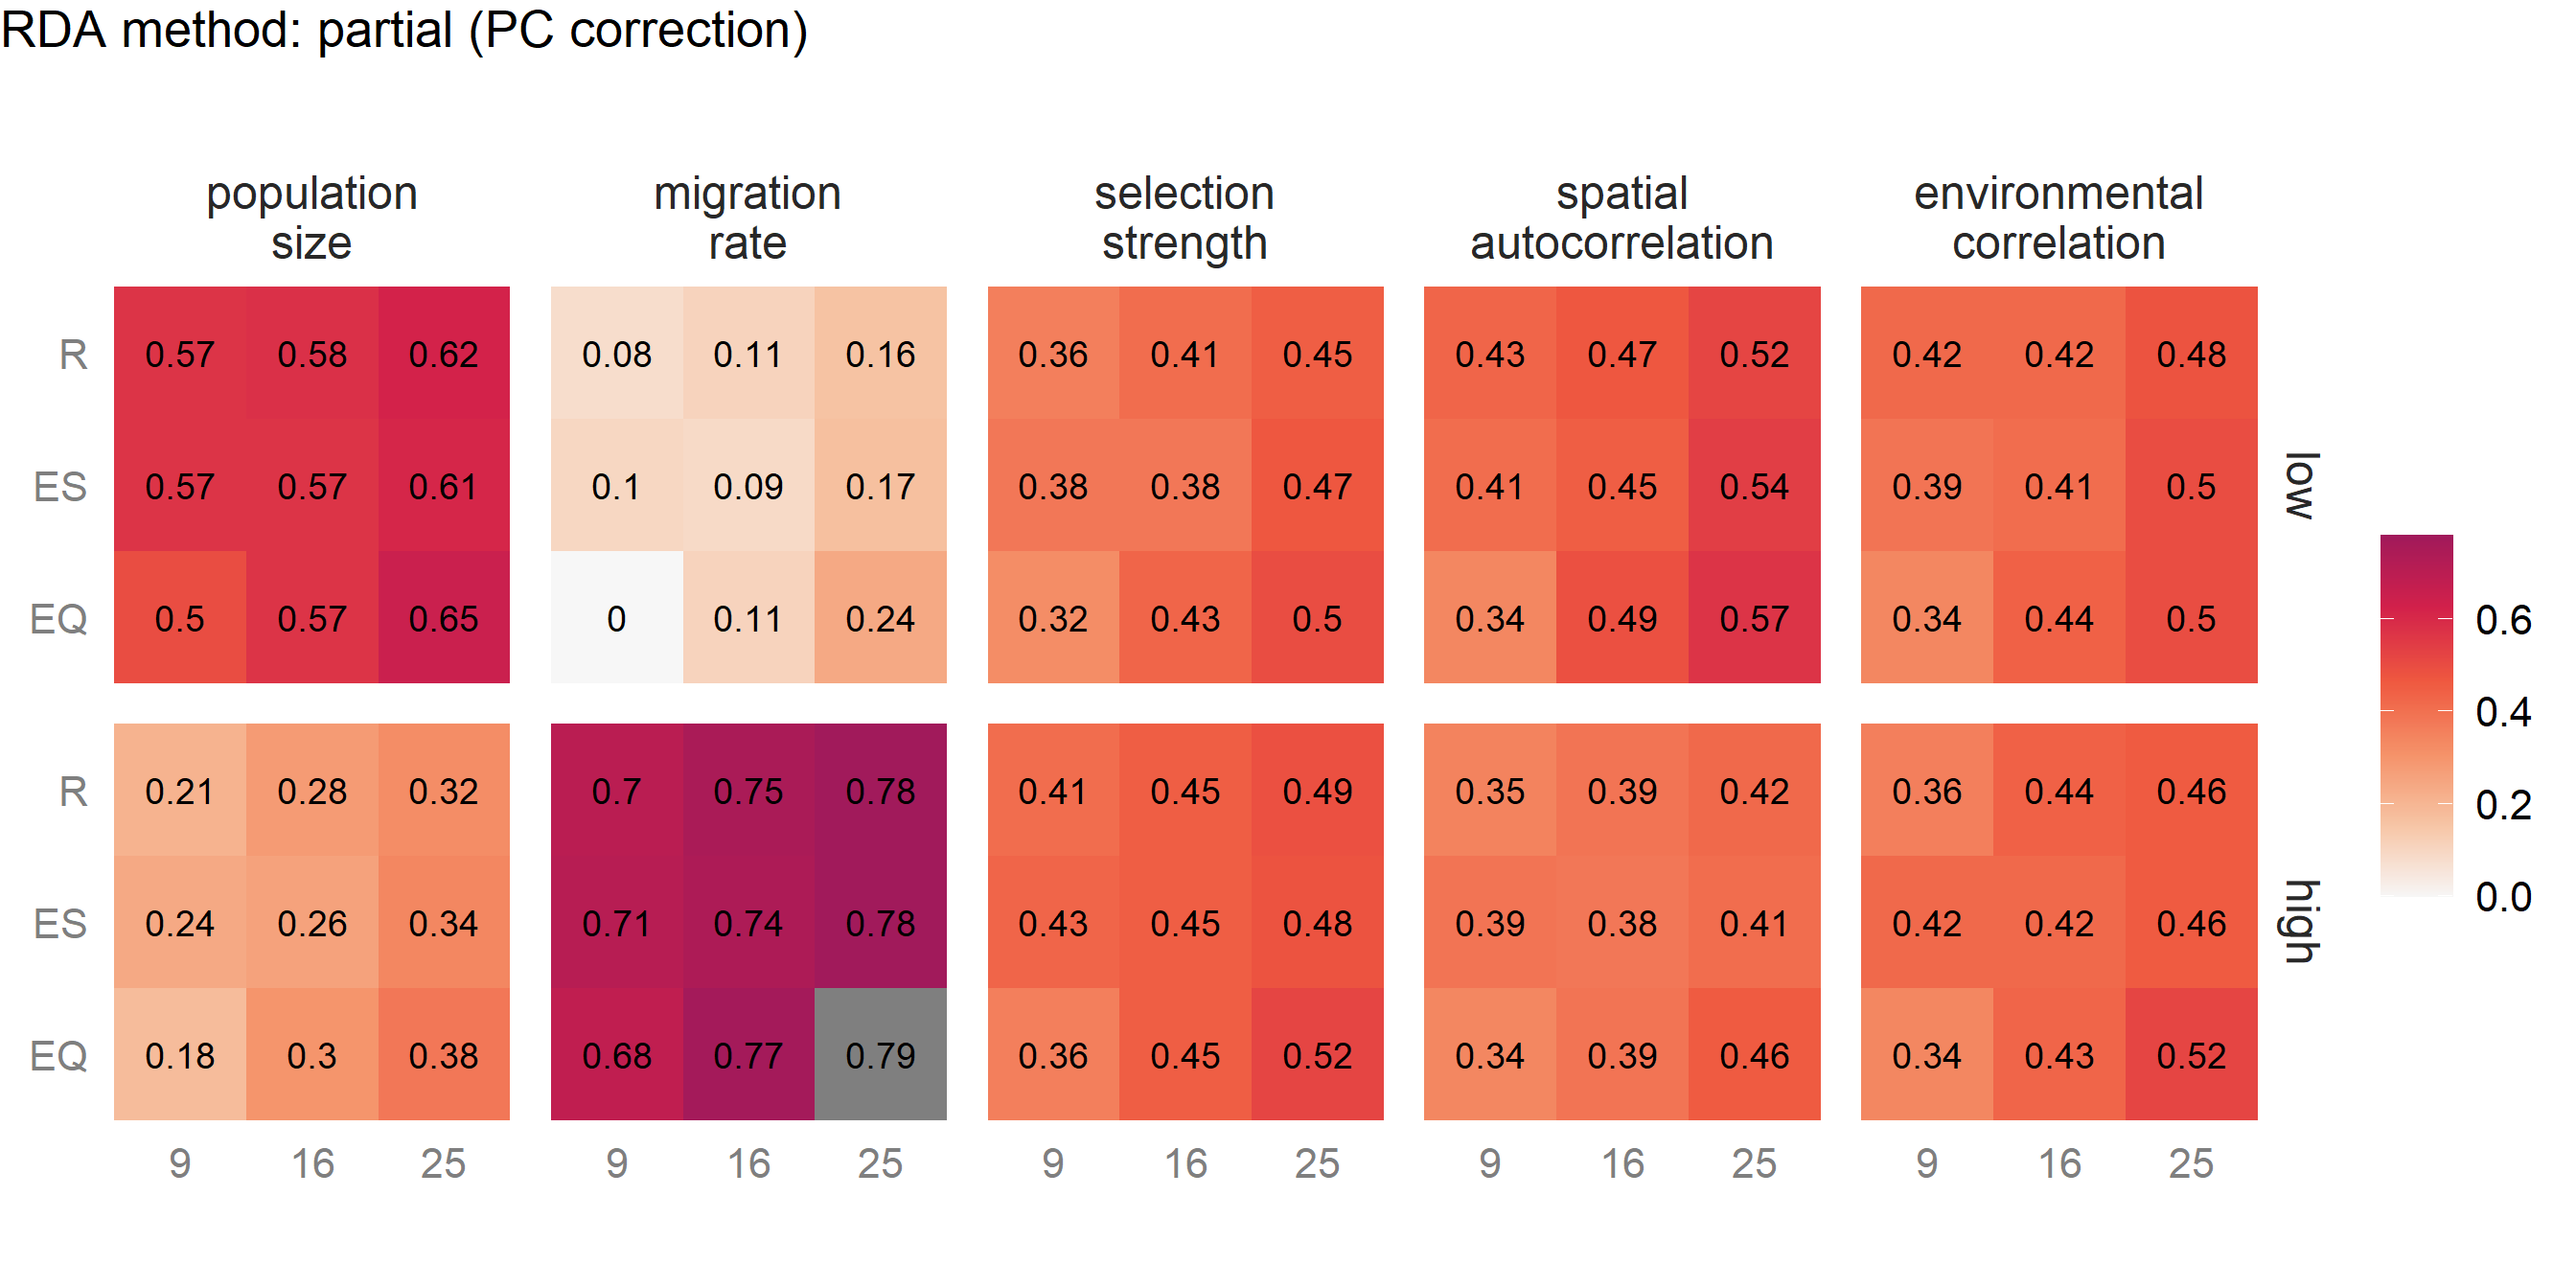 RDA method: partial (PC correction)
population
size
migration
rate
selection
strength
spatial
autocorrelation
environmental
correlation
R 0.57 0.58 0.62 0.08 0.11 0.16 0.36 0.41 0.45 0.43 0.47 0.52 0.42 0.42 0.48
ES 0.57 0.57 0.61 0.1 0.09 0.17 0.38 0.38 0.47 0.41 0.45 0.54 0.39 0.41 0.5
EQ 0.5 0.57 0.65 0 0.11 0.24 0.32 0.43 0.5 0.34 0.49 0.57 0.34 0.44 0.5
low
R 0.21 0.28 0.32 0.7 0.75 0.78 0.41 0.45 0.49 0.35 0.39 0.42 0.36 0.44 0.46
ES 0.24 0.26 0.34 0.71 0.74 0.78 0.43 0.45 0.48 0.39 0.38 0.41 0.42 0.42 0.46
EQ 0.18 0.3 0.38 0.68 0.77 0.79 0.36 0.45 0.52 0.34 0.39 0.46 0.34 0.43 0.52
high
9 16 25 9 16 25 9 16 25 9 16 25 9 16 25
0.6
0.4
0.2
0.0